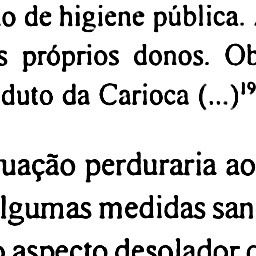 o de higiene pública.
s próprios donos. Ob
duto da Carioca (...)¹⁹
uação perduraria ao
lgumas medidas san
o aspecto desolador